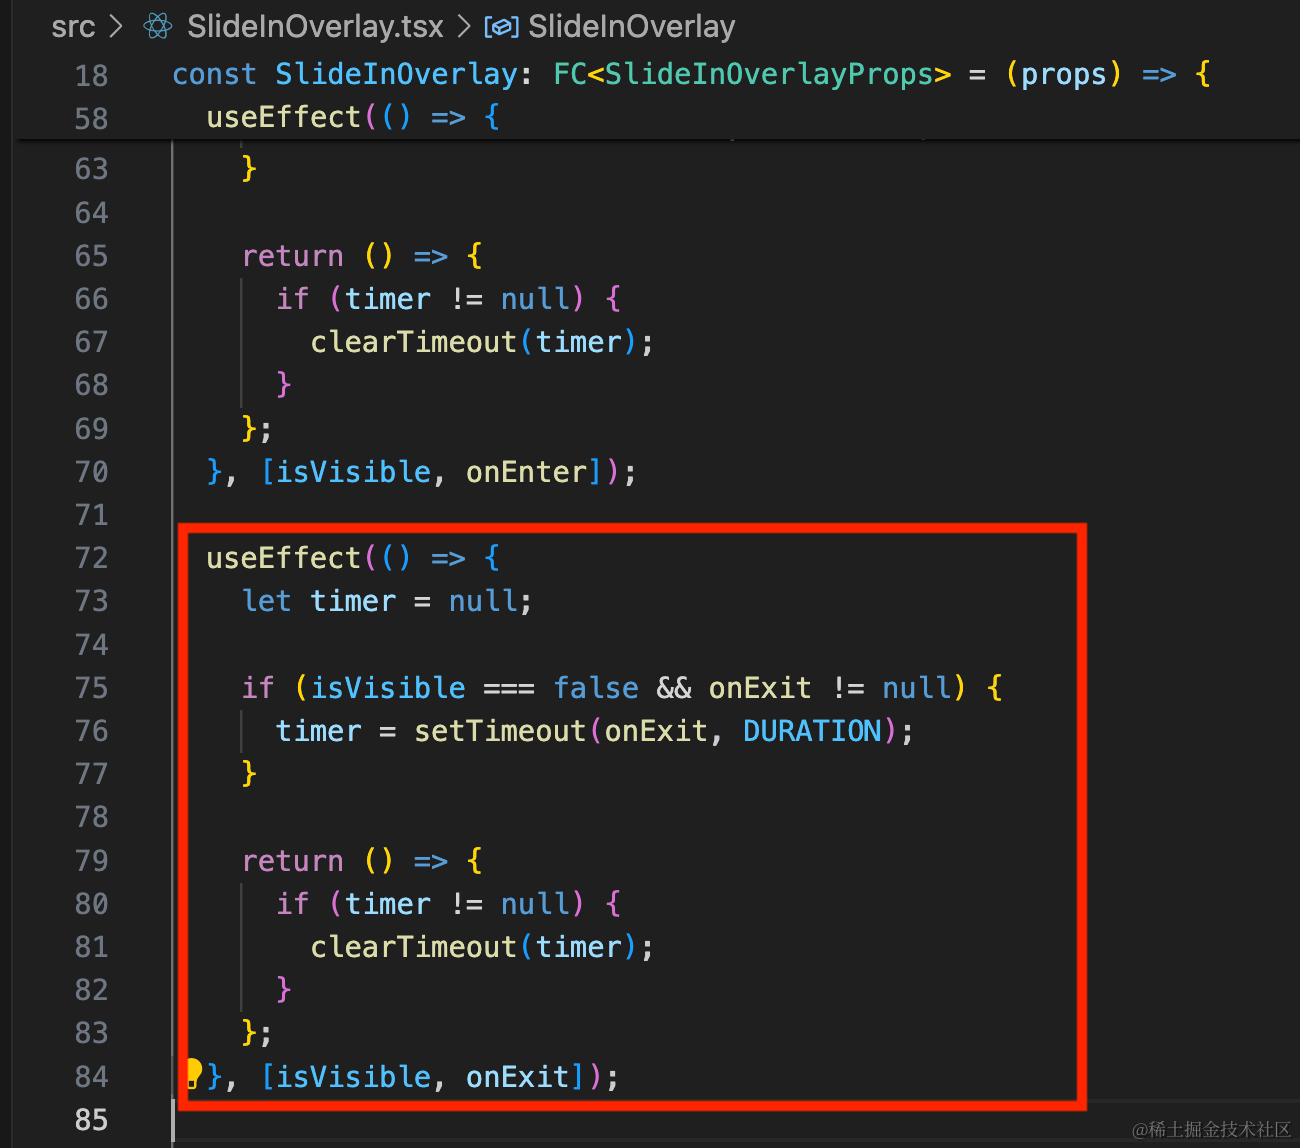 src > SlideInOverlay.tsx > SlideInOverlay
18 const SlideInOverlay: FC<SlideInOverlayProps> = (props) => {
58 useEffect(() => {
63 }
64
65 return () => {
66 if (timer != null) {
67 clearTimeout(timer);
68 }
69 };
70 }, [isVisible, onEnter]);
71
72 useEffect(() => {
73 let timer = null;
74
75 if (isVisible === false && onExit != null) {
76 timer = setTimeout(onExit, DURATION);
77 }
78
79 return () => {
80 if (timer != null) {
81 clearTimeout(timer);
82 }
83 };
84 }, [isVisible, onExit]);
85
@稀土掘金技术社区